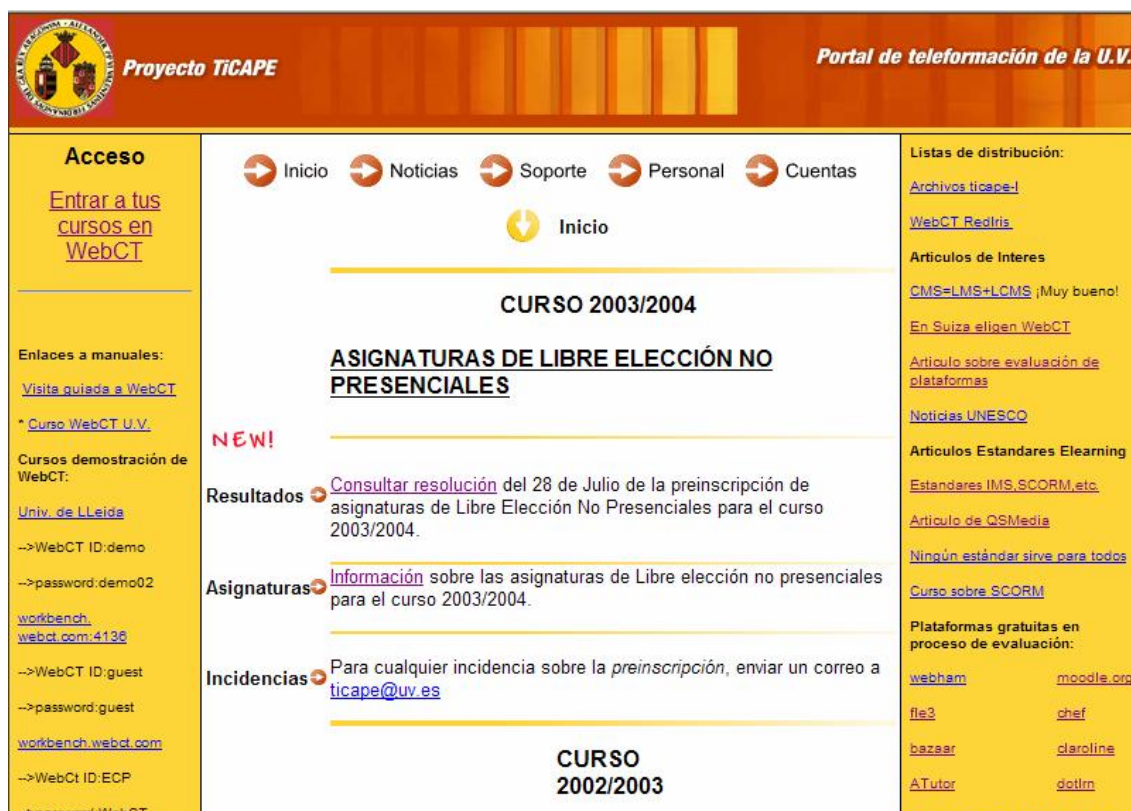 Proyecto TiCAPE
Portal de teleformación de la U.V.
Acceso
Entrar a tus
cursos en
WebCT
Enlaces a manuales:
Visita guiada a WebCT
* Curso WebCT U.V.
Cursos demostración de
WebCT:
Univ. de LLeida
-->WebCT ID:demo
-->password:demo02
workbench.
webct.com:4136
-->WebCT ID:guest
-->password:guest
workbench.webct.com
-->WebCt ID:ECP
Inicio Noticias Soporte Personal Cuentas
Inicio
CURSO 2003/2004
ASIGNATURAS DE LIBRE ELECCIÓN NO
PRESENCIALES
NEW!
Resultados
Consultar resolución del 28 de Julio de la preinscripción de
asignaturas de Libre Elección No Presenciales para el curso
2003/2004.
Asignaturas
Información sobre las asignaturas de Libre elección no presenciales
para el curso 2003/2004.
Incidencias
Para cualquier incidencia sobre la preinscripción, enviar un correo a
ticape@uv.es
CURSO
2002/2003
Listas de distribución:
Archivos ticape-l
WebCT RedIris
Articulos de Interes
CMS=LMS+LCMS ¡Muy bueno!
En Suiza eligen WebCT
Articulo sobre evaluación de
plataformas
Noticias UNESCO
Articulos Estandares Elearning
Estandares IMS,SCORM,etc.
Articulo de QSMedia
Ningún estándar sirve para todos
Curso sobre SCORM
Plataformas gratuitas en
proceso de evaluación:
webham moodle.org
fle3 chef
bazaar claroline
ATutor dotlrn